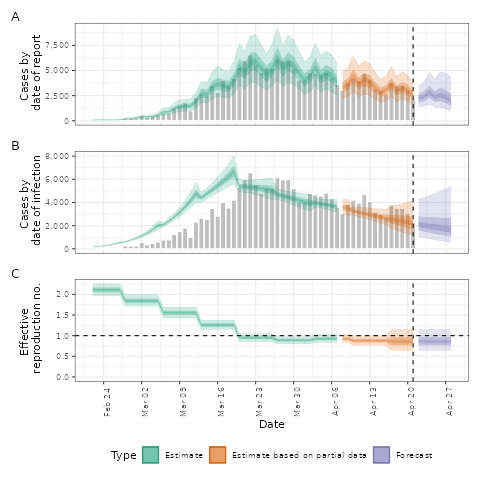 A
Cases by
date of report
7,500
5,000
2,500
0
B
Cases by
date of infection
8,000
6,000
4,000
2,000
0
C
Effective
reproduction no.
2.0
1.5
1.0
0.5
0.0
Feb 24
Mar 02
Mar 09
Mar 16
Mar 23
Mar 30
Apr 06
Apr 13
Apr 20
Apr 27
Date
Type Estimate Estimate based on partial data Forecast